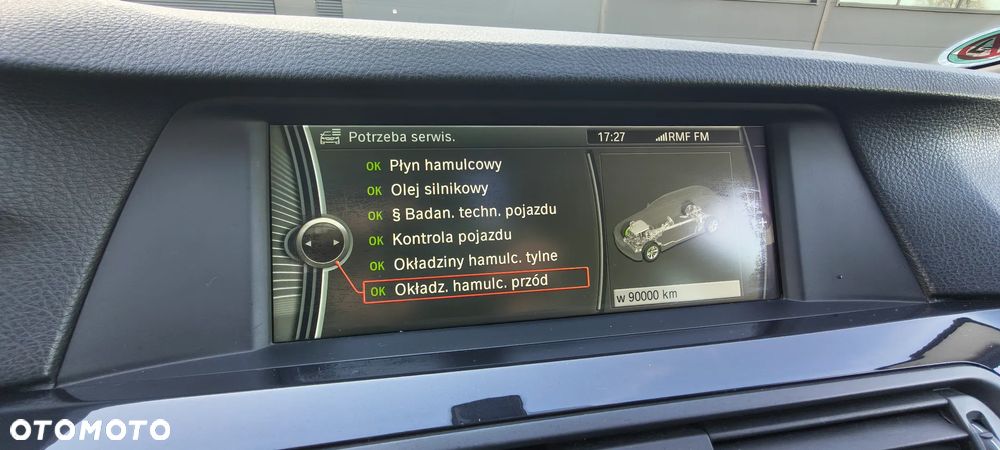 Potrzeba serwis.
17:27
RMF FM
OK Płyn hamulcowy
OK Olej silnikowy
OK § Badan. techn. pojazdu
OK Kontrola pojazdu
OK Okładziny hamulc. tylne
OK Okładz. hamulc. przód
w 90000 km
OTOMOTO